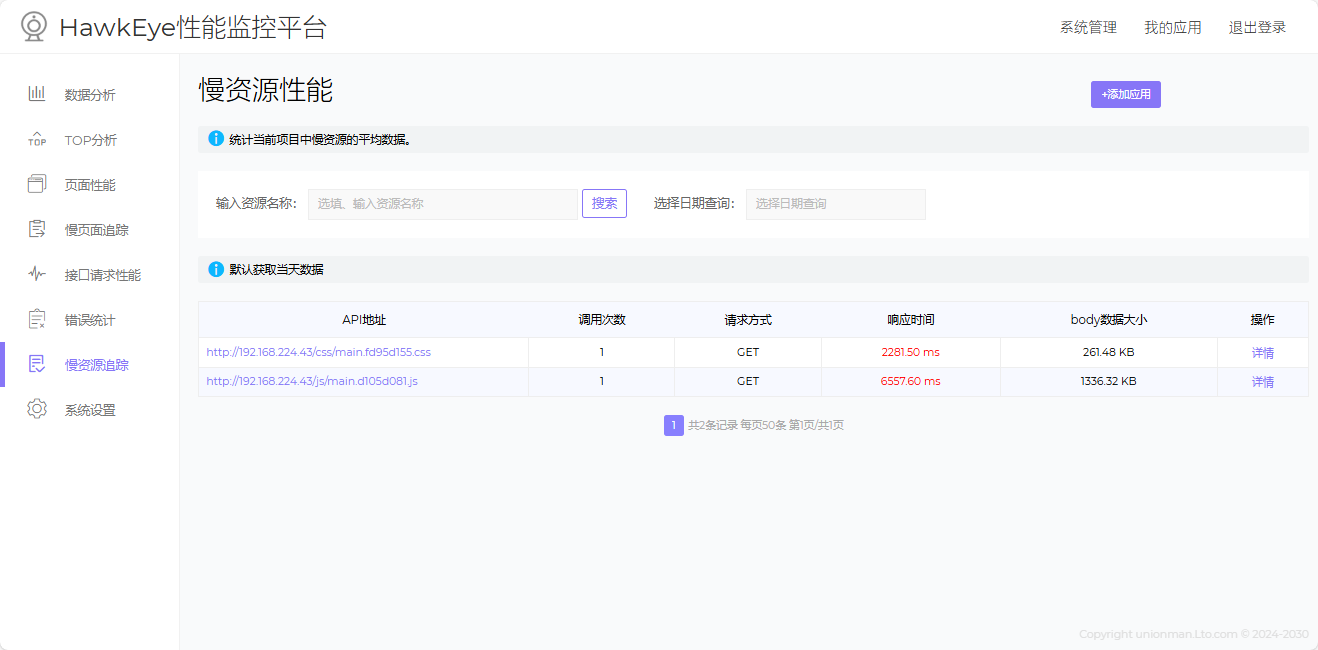 HawkEye性能监控平台
系统管理 我的应用 退出登录
数据分析
TOP分析
页面性能
慢页面追踪
接口请求性能
错误统计
慢资源追踪
系统设置
慢资源性能
+添加应用
统计当前项目中慢资源的平均数据。
输入资源名称: 选填、输入资源名称 搜索 选择日期查询: 选择日期查询
默认获取当天数据
API地址 调用次数 请求方式 响应时间 body数据大小 操作
http://192.168.224.43/css/main.fd95d155.css 1 GET 2281.50 ms 261.48 KB 详情
http://192.168.224.43/js/main.d105d081.js 1 GET 6557.60 ms 1336.32 KB 详情
1 共2条记录 每页50条 第1页/共1页
Copyright unionman.Lto.com © 2024-2030